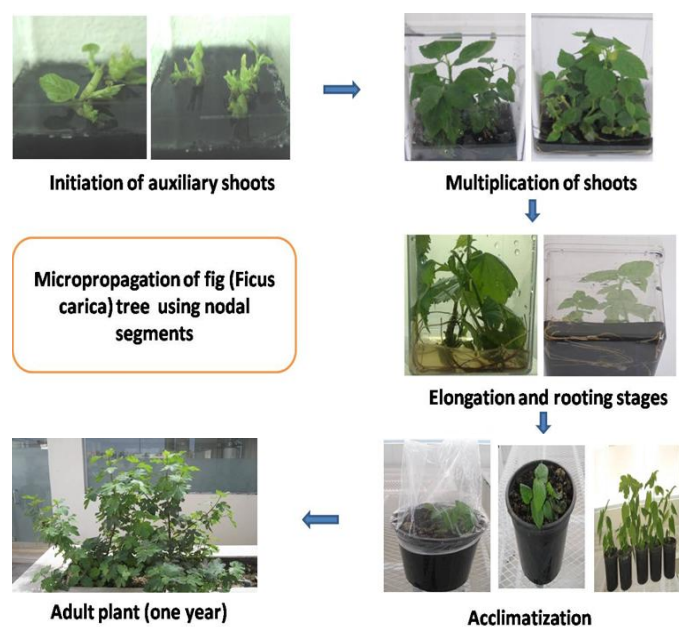 Initiation of auxiliary shoots
Multiplication of shoots
Micropropagation of fig (Ficus
carica) tree using nodal
segments
Elongation and rooting stages
Adult plant (one year)
Acclimatization